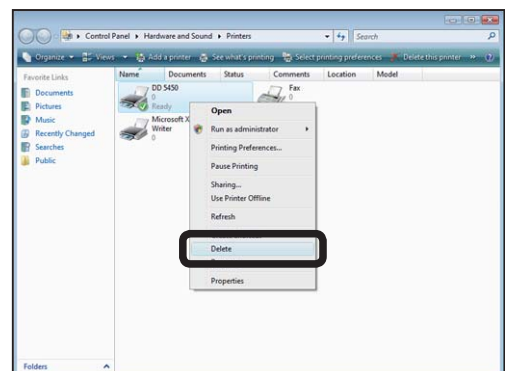 Control Panel ▸ Hardware and Sound ▸ Printers Search
Organize Views Add a printer See what's printing Select printing preferences Delete this printer »
Favorite Links
Documents
Pictures
Music
Recently Changed
Searches
Public
Folders
Name Documents Status Comments Location Model
DD 5450
0
Ready
Fax
0
Microsoft X
Writer
0
Open
Run as administrator
Printing Preferences...
Pause Printing
Sharing...
Use Printer Offline
Refresh
Delete
Properties